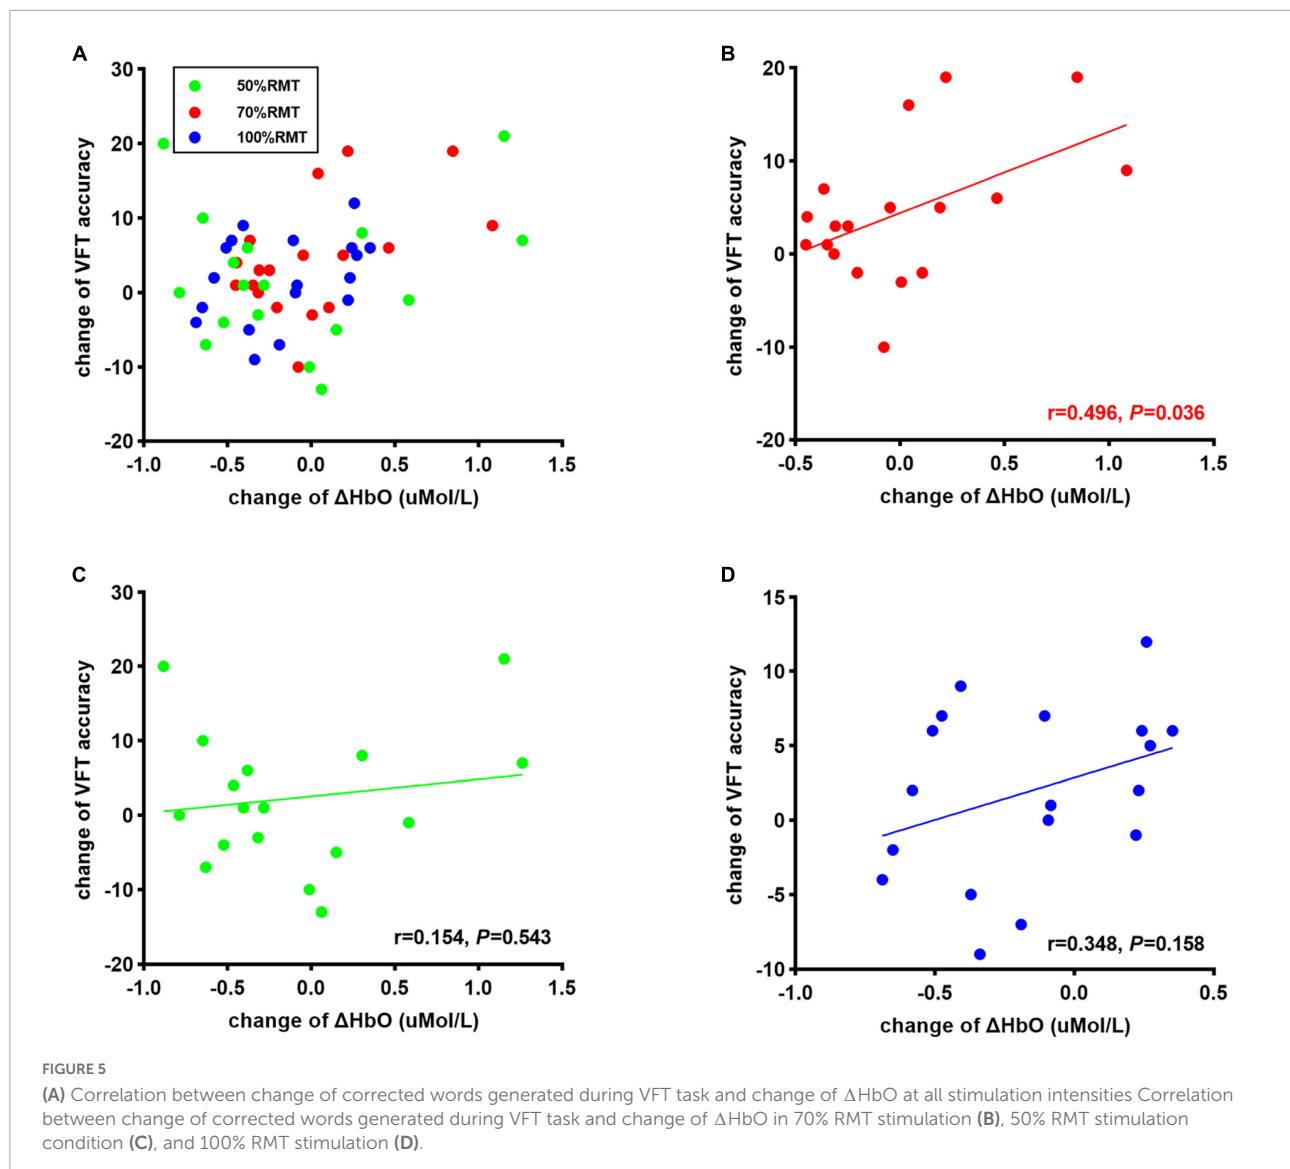 A
30
20
10
0
-10
-20
-1.0 -0.5 0.0 0.5 1.0 1.5
change of VFT accuracy
change of ΔHbO (uMol/L)
50%RMT
70%RMT
100%RMT
B
20
10
0
-10
-20
-0.5 0.0 0.5 1.0 1.5
change of VFT accuracy
change of ΔHbO (uMol/L)
r=0.496, P=0.036
C
30
20
10
0
-10
-20
-1.0 -0.5 0.0 0.5 1.0 1.5
change of VFT accuracy
change of ΔHbO (uMol/L)
r=0.154, P=0.543
D
15
10
5
0
-5
-10
-1.0 -0.5 0.0 0.5
change of VFT accuracy
change of ΔHbO (uMol/L)
r=0.348, P=0.158
FIGURE 5
(A) Correlation between change of corrected words generated during VFT task and change of ΔHbO at all stimulation intensities Correlation
between change of corrected words generated during VFT task and change of ΔHbO in 70% RMT stimulation (B), 50% RMT stimulation
condition (C), and 100% RMT stimulation (D).